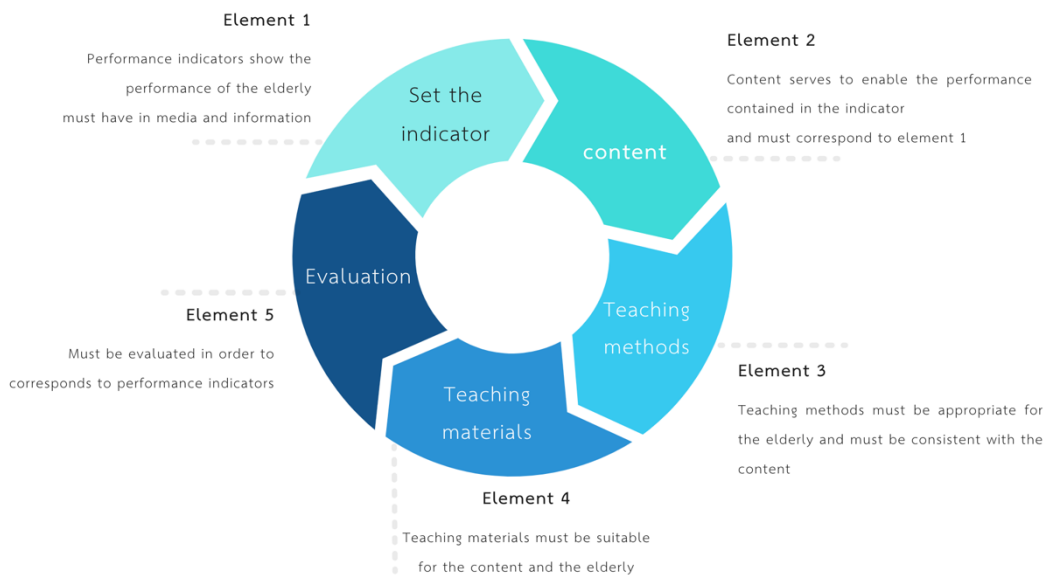 Element 1
Performance indicators show the
performance of the elderly
must have in media and information
Set the
indicator
Element 2
Content serves to enable the performance
contained in the indicator
and must correspond to element 1
content
Teaching
methods
Element 3
Teaching methods must be appropriate for
the elderly and must be consistent with the
content
Teaching
materials
Element 4
Teaching materials must be suitable
for the content and the elderly
Evaluation
Element 5
Must be evaluated in order to
corresponds to performance indicators